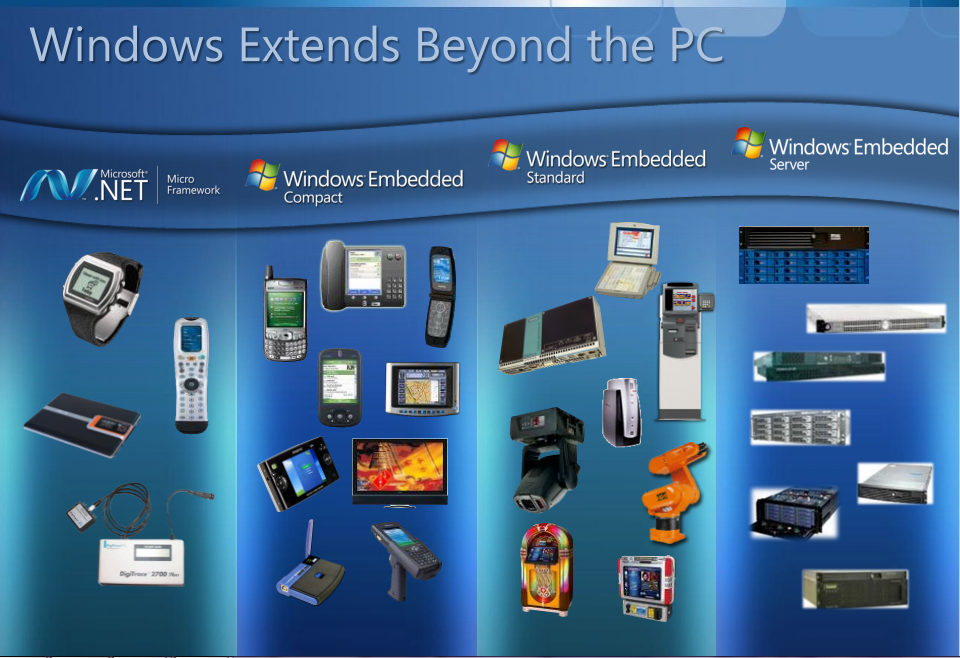 Windows Extends Beyond the PC
Microsoft®
.NET
Micro
Framework
Windows® Embedded
Compact
Windows® Embedded
Standard
Windows® Embedded
Server
DigiTrace™ 2700